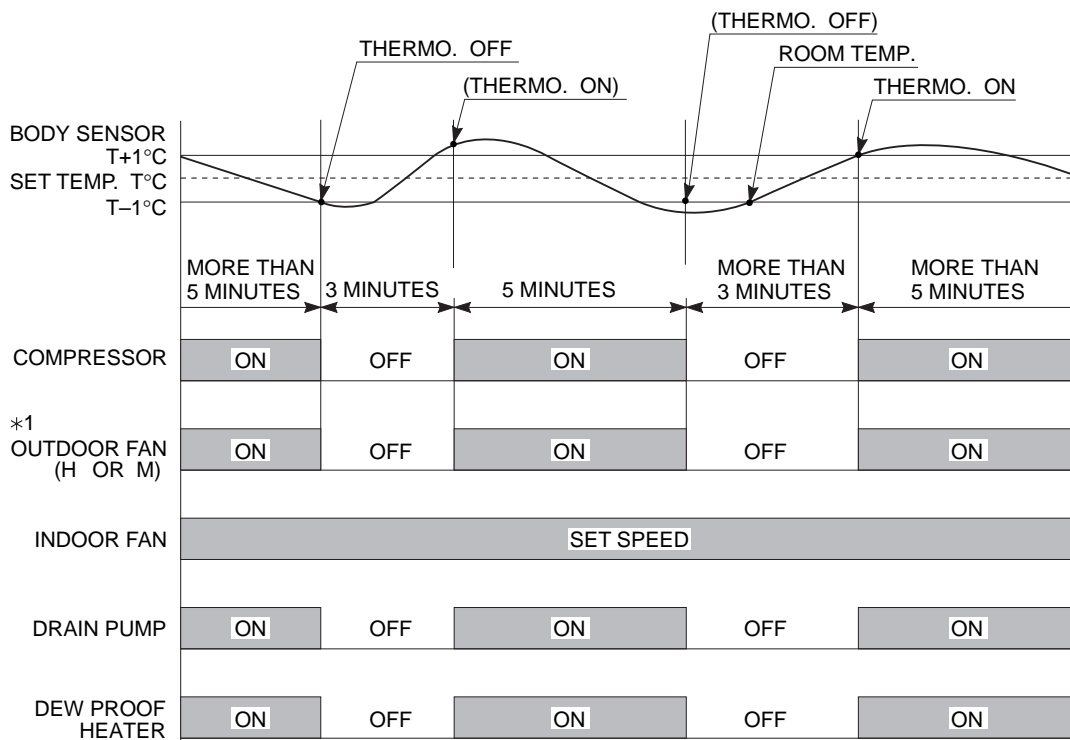 (THERMO. OFF)
THERMO. OFF
ROOM TEMP.
(THERMO. ON)
THERMO. ON
BODY SENSOR
T+1°C
SET TEMP. T°C
T–1°C
MORE THAN
5 MINUTES
3 MINUTES
5 MINUTES
MORE THAN
3 MINUTES
MORE THAN
5 MINUTES
COMPRESSOR ON OFF ON OFF ON
*1
OUTDOOR FAN ON OFF ON OFF ON
(H OR M)
INDOOR FAN SET SPEED
DRAIN PUMP ON OFF ON OFF ON
DEW PROOF
HEATER ON OFF ON OFF ON